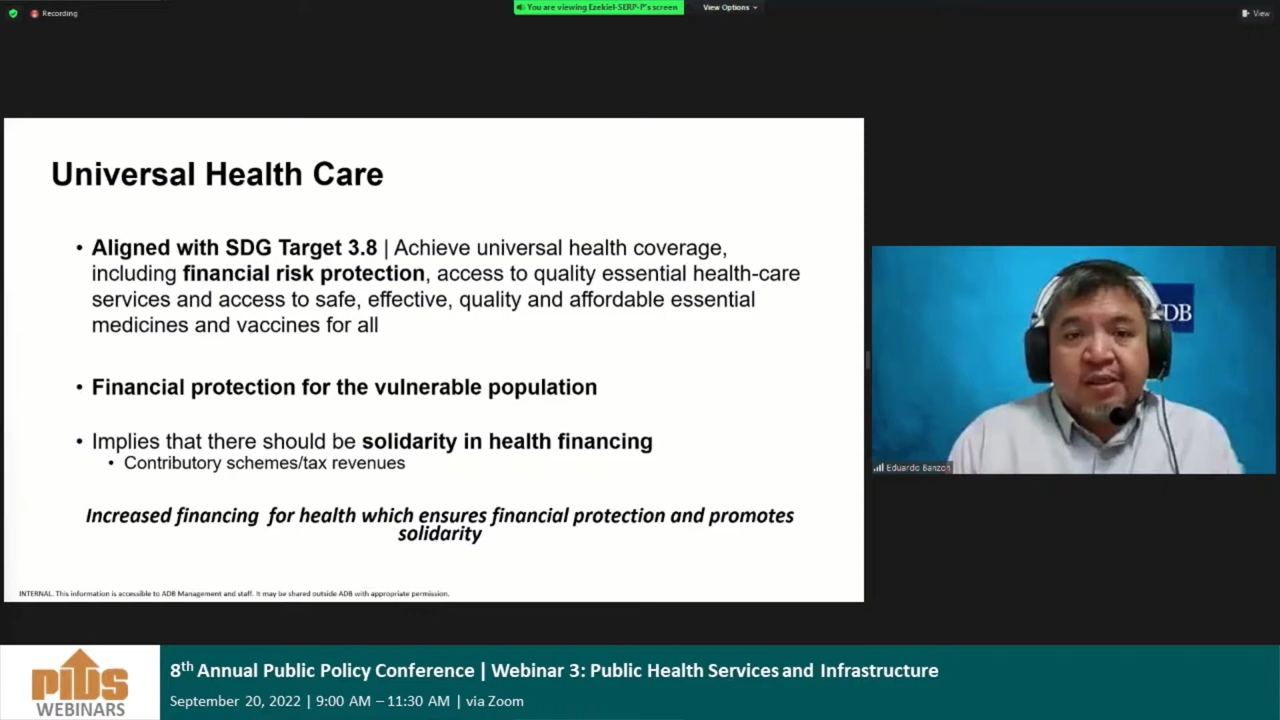 Recording
You are viewing Ezekiel-SERP-P's screen
View Options
View
Universal Health Care
• Aligned with SDG Target 3.8 | Achieve universal health coverage,
including financial risk protection, access to quality essential health-care
services and access to safe, effective, quality and affordable essential
medicines and vaccines for all
• Financial protection for the vulnerable population
• Implies that there should be solidarity in health financing
• Contributory schemes/tax revenues
Increased financing for health which ensures financial protection and promotes
solidarity
INTERNAL. This information is accessible to ADB Management and staff. It may be shared outside ADB with appropriate permission.
DB
Eduardo Banzon
PIDS
WEBINARS
8th Annual Public Policy Conference | Webinar 3: Public Health Services and Infrastructure
September 20, 2022 | 9:00 AM – 11:30 AM | via Zoom